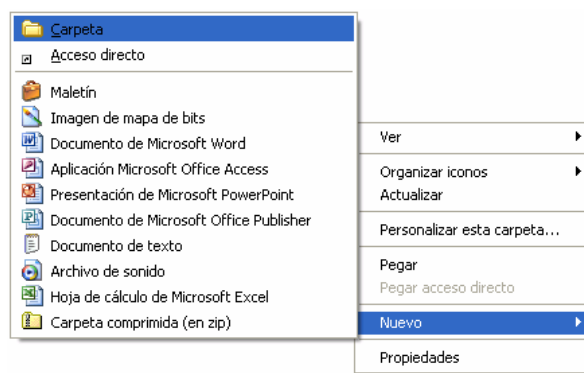 Carpeta
Acceso directo
Maletín
Imagen de mapa de bits
Documento de Microsoft Word
Aplicación Microsoft Office Access
Presentación de Microsoft PowerPoint
Documento de Microsoft Office Publisher
Documento de texto
Archivo de sonido
Hoja de cálculo de Microsoft Excel
Carpeta comprimida (en zip)
Ver
Organizar iconos
Actualizar
Personalizar esta carpeta...
Pegar
Pegar acceso directo
Nuevo
Propiedades